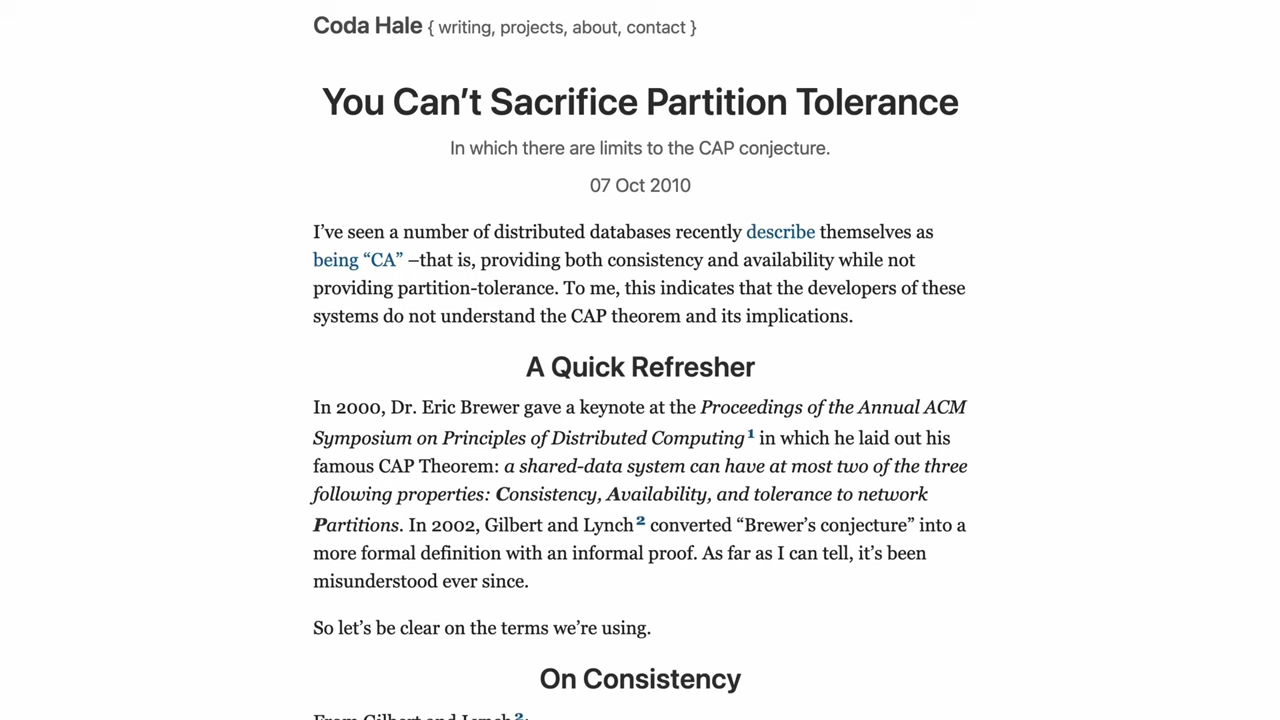 Coda Hale { writing, projects, about, contact }
You Can’t Sacrifice Partition Tolerance
In which there are limits to the CAP conjecture.
07 Oct 2010
I’ve seen a number of distributed databases recently describe themselves as
being “CA” –that is, providing both consistency and availability while not
providing partition-tolerance. To me, this indicates that the developers of these
systems do not understand the CAP theorem and its implications.
A Quick Refresher
In 2000, Dr. Eric Brewer gave a keynote at the Proceedings of the Annual ACM
Symposium on Principles of Distributed Computing1 in which he laid out his
famous CAP Theorem: a shared-data system can have at most two of the three
following properties: Consistency, Availability, and tolerance to network
Partitions. In 2002, Gilbert and Lynch2 converted “Brewer’s conjecture” into a
more formal definition with an informal proof. As far as I can tell, it’s been
misunderstood ever since.
So let’s be clear on the terms we’re using.
On Consistency
From Gilbert and Lynch2: